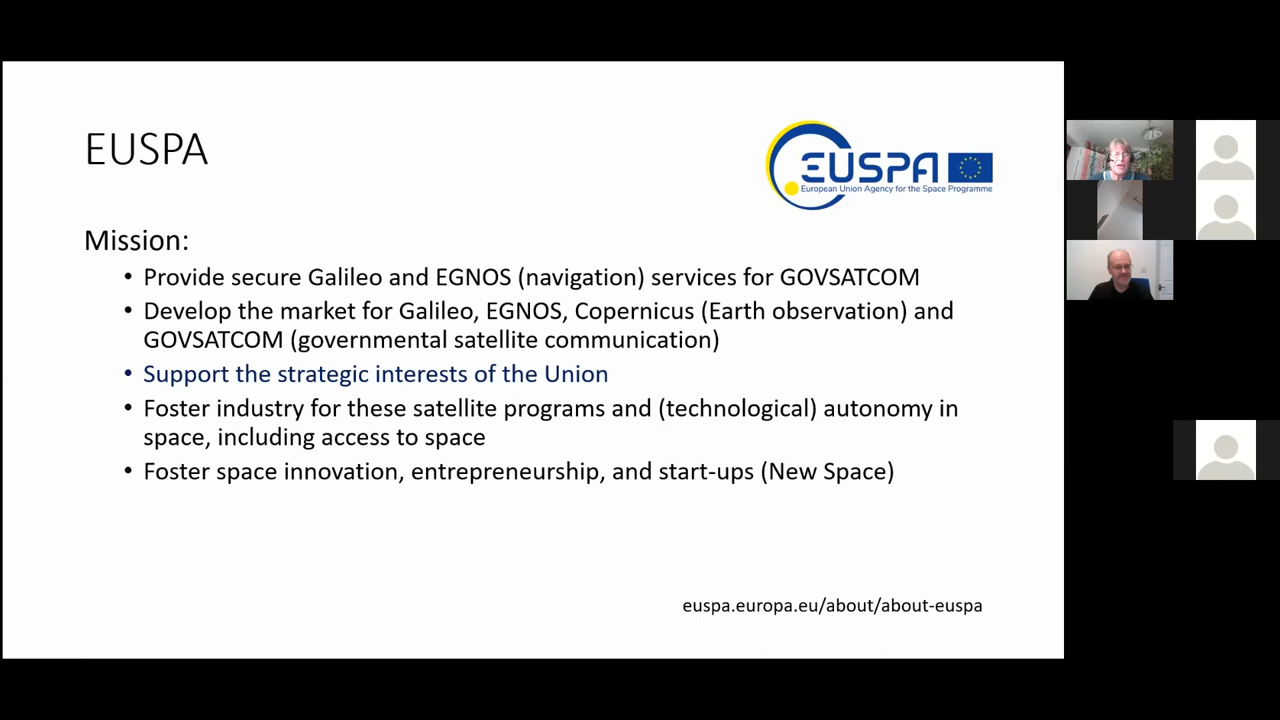 EUSPA
EUSPA
European Union Agency for the Space Programme
Mission:
• Provide secure Galileo and EGNOS (navigation) services for GOVSATCOM
• Develop the market for Galileo, EGNOS, Copernicus (Earth observation) and
GOVSATCOM (governmental satellite communication)
• Support the strategic interests of the Union
• Foster industry for these satellite programs and (technological) autonomy in
space, including access to space
• Foster space innovation, entrepreneurship, and start-ups (New Space)
euspa.europa.eu/about/about-euspa